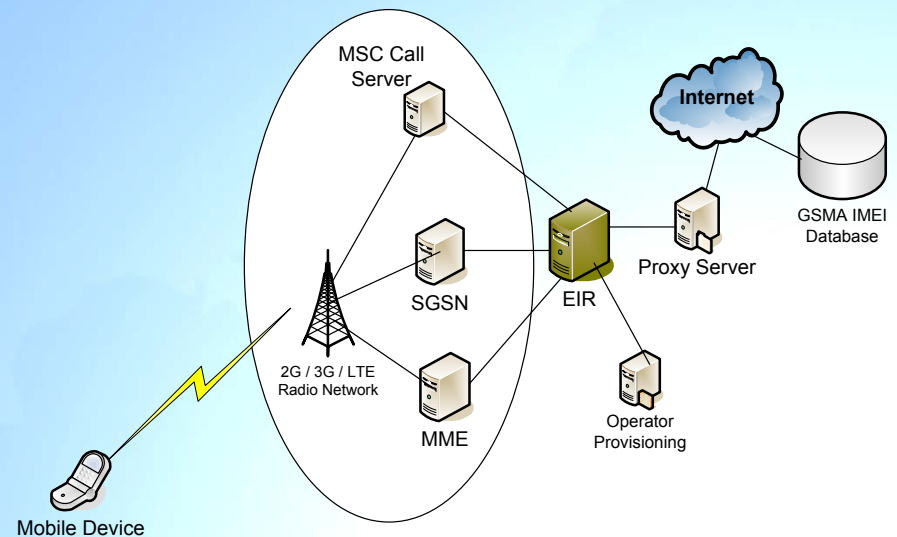 MSC Call
Server
Internet
GSMA IMEI
Database
Proxy Server
EIR
SGSN
2G / 3G / LTE
Radio Network
MME
Operator
Provisioning
Mobile Device